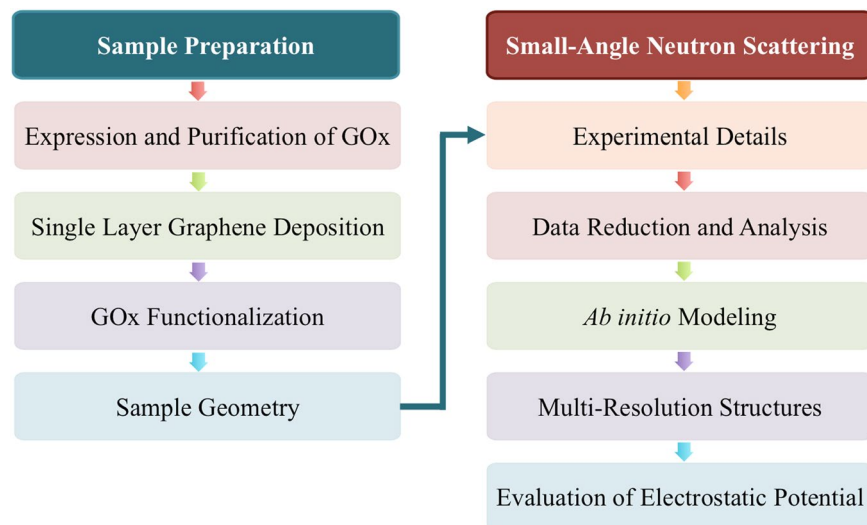 Sample Preparation
Expression and Purification of GOx
Single Layer Graphene Deposition
GOx Functionalization
Sample Geometry
Small-Angle Neutron Scattering
Experimental Details
Data Reduction and Analysis
Ab initio Modeling
Multi-Resolution Structures
Evaluation of Electrostatic Potential